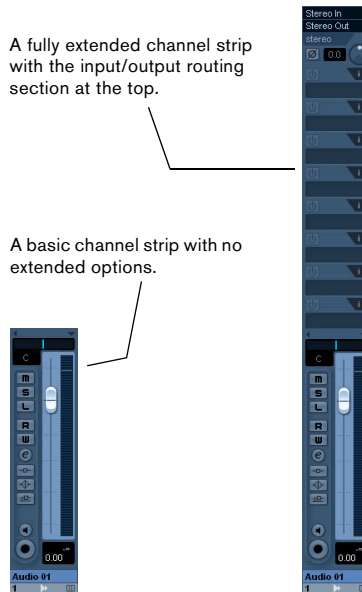 A fully extended channel strip
with the input/output routing
section at the top.
A basic channel strip with no
extended options.
Stereo In
Stereo Out
stereo
0.0
C
m
S
L
R
W
e
0.00
Audio 01
1
C
m
S
L
R
W
e
0.00
Audio 01
1